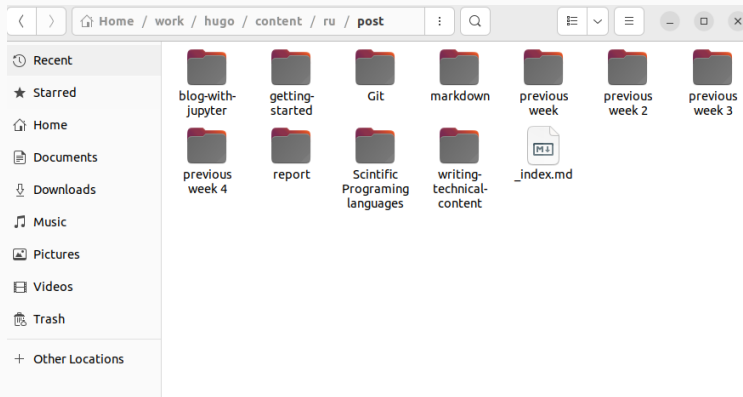 Home / work / hugo / content / ru / post
Recent
Starred
Home
Documents
Downloads
Music
Pictures
Videos
Trash
Other Locations
blog-with-
jupyter
getting-
started
Git
markdown
previous
week
previous
week 2
previous
week 3
previous
week 4
report
Scintific
Programing
languages
writing-
technical-
content
M
_index.md